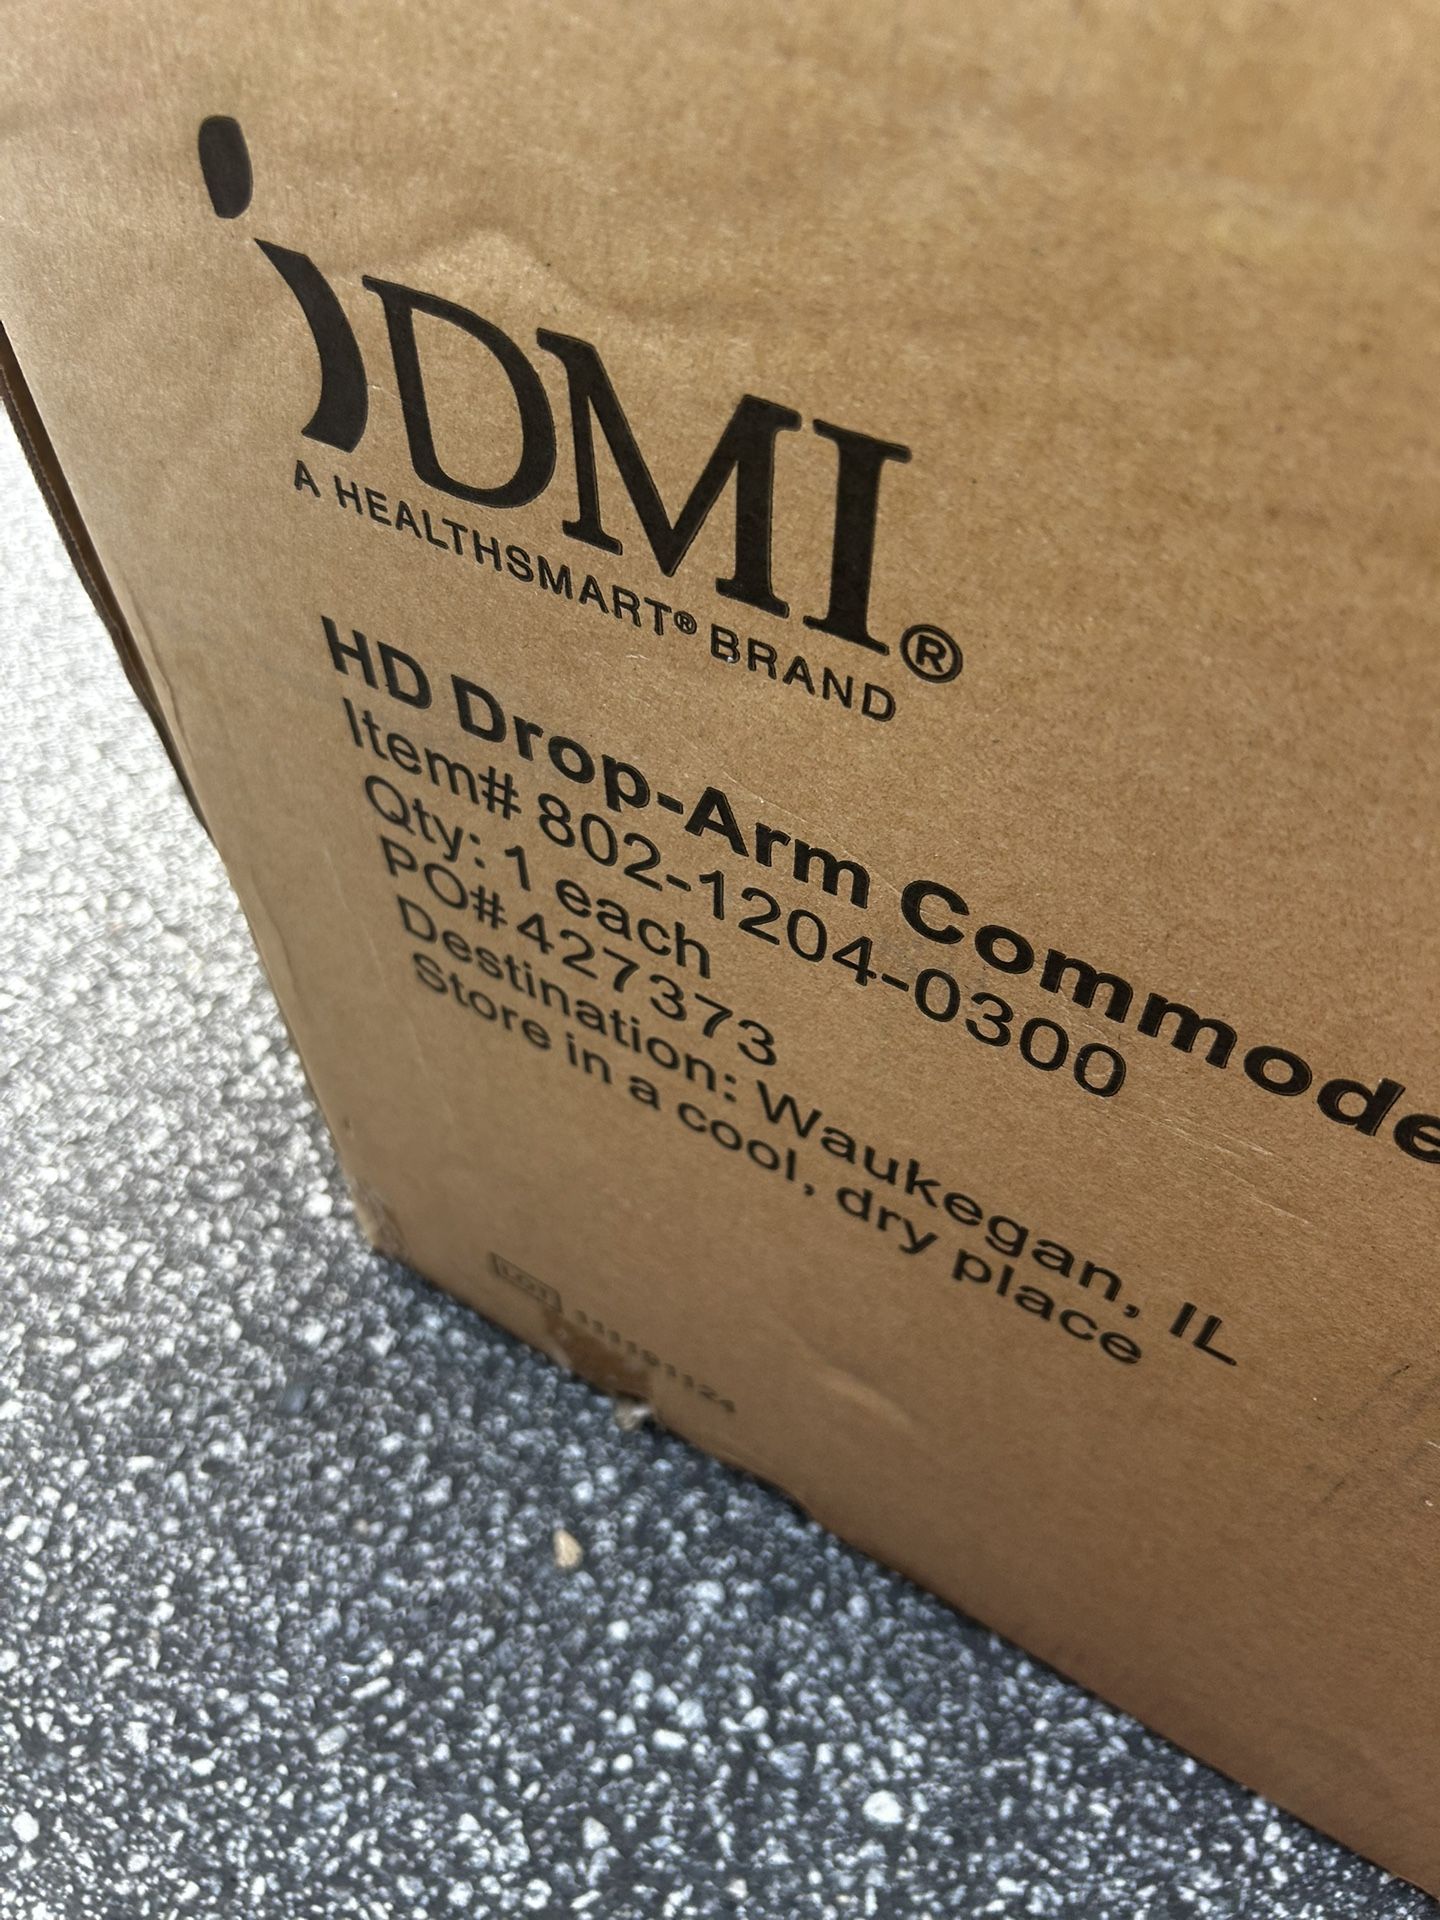 DMI®
A HEALTHSMART® BRAND
HD Drop-Arm Commode
Item# 802-1204-0300
Qty: 1 each
PO# 427373
Destination: Waukegan, IL
Store in a cool, dry place
LOT